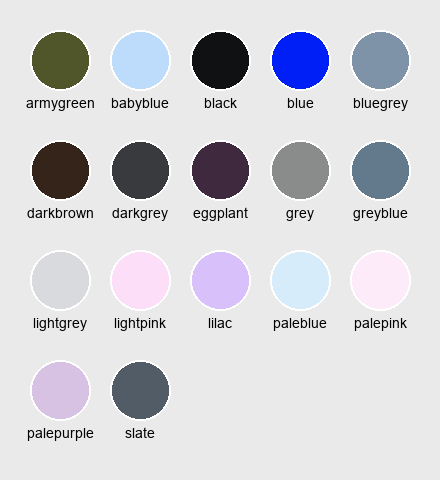 armygreen babyblue black blue bluegrey
darkbrown darkgrey eggplant grey greyblue
lightgrey lightpink lilac paleblue palepink
palepurple slate